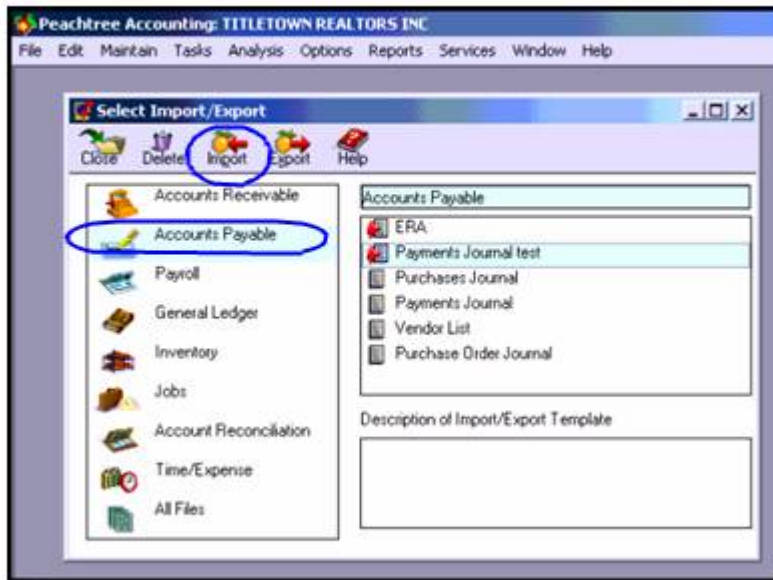 Peachtree Accounting: TITLETOWN REALTORS INC
File Edit Maintain Tasks Analysis Options Reports Services Window Help
Select Import/Export
Close Delete Import Export Help
Accounts Receivable
Accounts Payable
Payroll
General Ledger
Inventory
Jobs
Account Reconciliation
Time/Expense
All Files
Accounts Payable
ERA
Payments Journal test
Purchases Journal
Payments Journal
Vendor List
Purchase Order Journal
Description of Import/Export Template